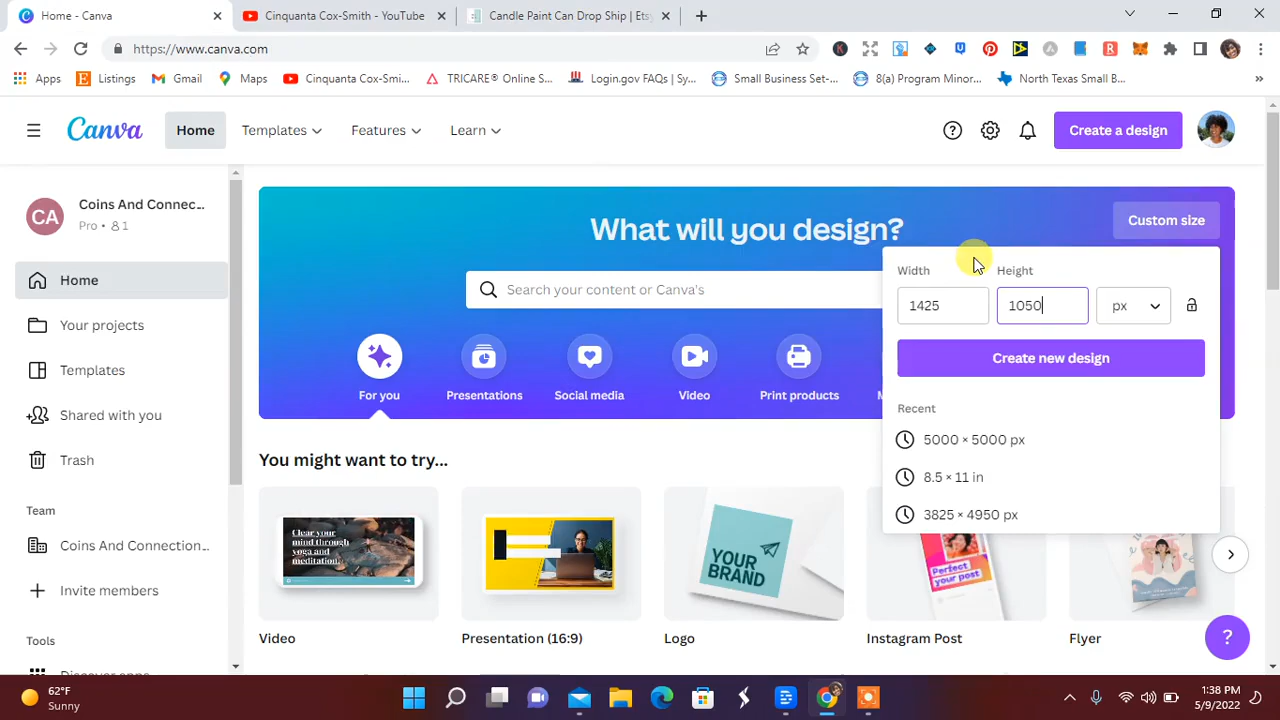 Home - Canva
Cinquanta Cox-Smith - YouTube
Candle Paint Can Drop Ship | Ets
https://www.canva.com
Apps
Listings
Gmail
Maps
Cinquanta Cox-Smi...
TRICARE® Online S...
Login.gov FAQs | Sy...
Small Business Set-...
8(a) Program Minor...
North Texas Small B...
Canva
Home
Templates
Features
Learn
Create a design
CA
Coins And Connec...
Pro • 1
Home
Your projects
Templates
Shared with you
Trash
Team
Coins And Connection...
Invite members
Tools
What will you design?
Custom size
Search your content or Canva's
Width
Height
1425
1050
px
Create new design
Recent
5000 × 5000 px
8.5 × 11 in
3825 × 4950 px
For you
Presentations
Social media
Video
Print products
You might want to try...
Clear your
mind through
yoga and
meditation.
YOUR
BRAND
Perfect
your post
Video
Presentation (16:9)
Logo
Instagram Post
Flyer
?
62°F
Sunny
1:38 PM
5/9/2022